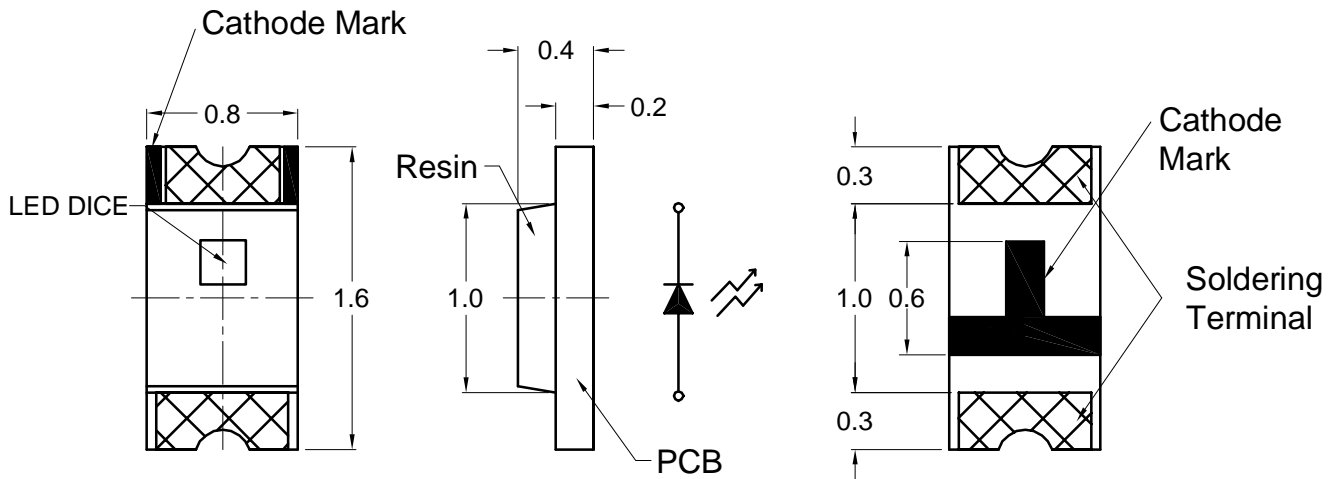 Cathode Mark
0.8
LED DICE
1.6
0.4
0.2
Resin
1.0
PCB
0.3
1.0
0.6
0.3
Cathode
Mark
Soldering
Terminal